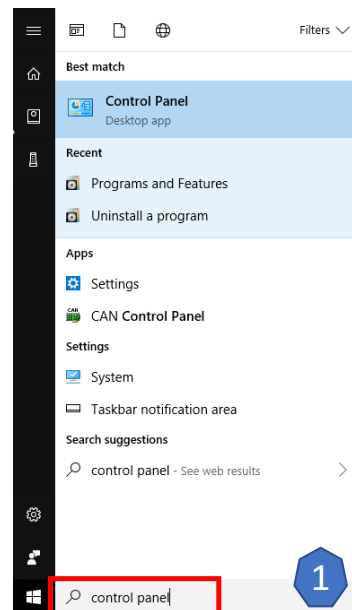 Filters
Best match
Control Panel
Desktop app
Recent
Programs and Features
Uninstall a program
Apps
Settings
CAN Control Panel
Settings
System
Taskbar notification area
Search suggestions
control panel - See web results
control panel
1